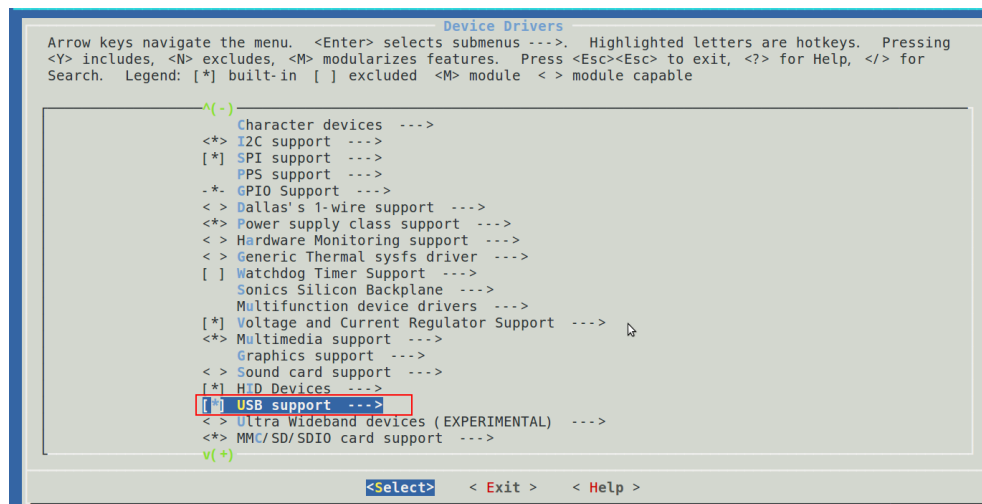 Device Drivers
Arrow keys navigate the menu. <Enter> selects submenus --->. Highlighted letters are hotkeys. Pressing
<Y> includes, <N> excludes, <M> modularizes features. Press <Esc><Esc> to exit, <?> for Help, </> for
Search. Legend: [*] built-in [ ] excluded <M> module < > module capable
^(-)
Character devices --->
<*> I2C support --->
[*] SPI support --->
PPS support --->
-*- GPIO Support --->
< > Dallas's 1-wire support --->
<*> Power supply class support --->
< > Hardware Monitoring support --->
< > Generic Thermal sysfs driver --->
[ ] Watchdog Timer Support --->
Sonics Silicon Backplane --->
Multifunction device drivers --->
[*] Voltage and Current Regulator Support --->
<*> Multimedia support --->
Graphics support --->
< > Sound card support --->
[*] HID Devices --->
[*] USB support --->
< > Ultra Wideband devices (EXPERIMENTAL) --->
<*> MMC/SD/SDIO card support --->
v(+)
<Select> < Exit > < Help >